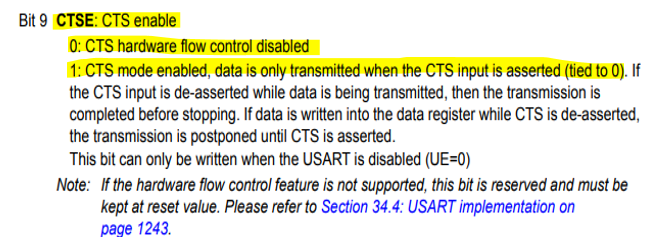 Bit 9 CTSE: CTS enable
0: CTS hardware flow control disabled
1: CTS mode enabled, data is only transmitted when the CTS input is asserted (tied to 0). If
the CTS input is de-asserted while data is being transmitted, then the transmission is
completed before stopping. If data is written into the data register while CTS is de-asserted,
the transmission is postponed until CTS is asserted.
This bit can only be written when the USART is disabled (UE=0)
Note: If the hardware flow control feature is not supported, this bit is reserved and must be
kept at reset value. Please refer to Section 34.4: USART implementation on
page 1243.